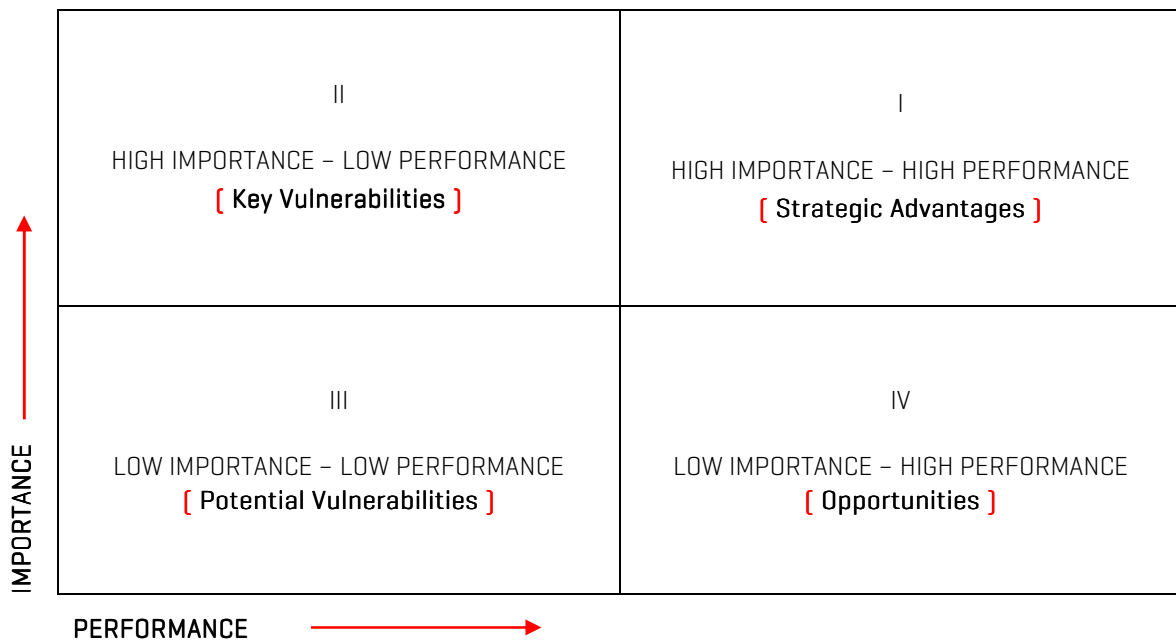 II
HIGH IMPORTANCE – LOW PERFORMANCE
[ Key Vulnerabilities ]
I
HIGH IMPORTANCE – HIGH PERFORMANCE
[ Strategic Advantages ]
III
LOW IMPORTANCE – LOW PERFORMANCE
[ Potential Vulnerabilities ]
IV
LOW IMPORTANCE – HIGH PERFORMANCE
[ Opportunities ]
IMPORTANCE
PERFORMANCE